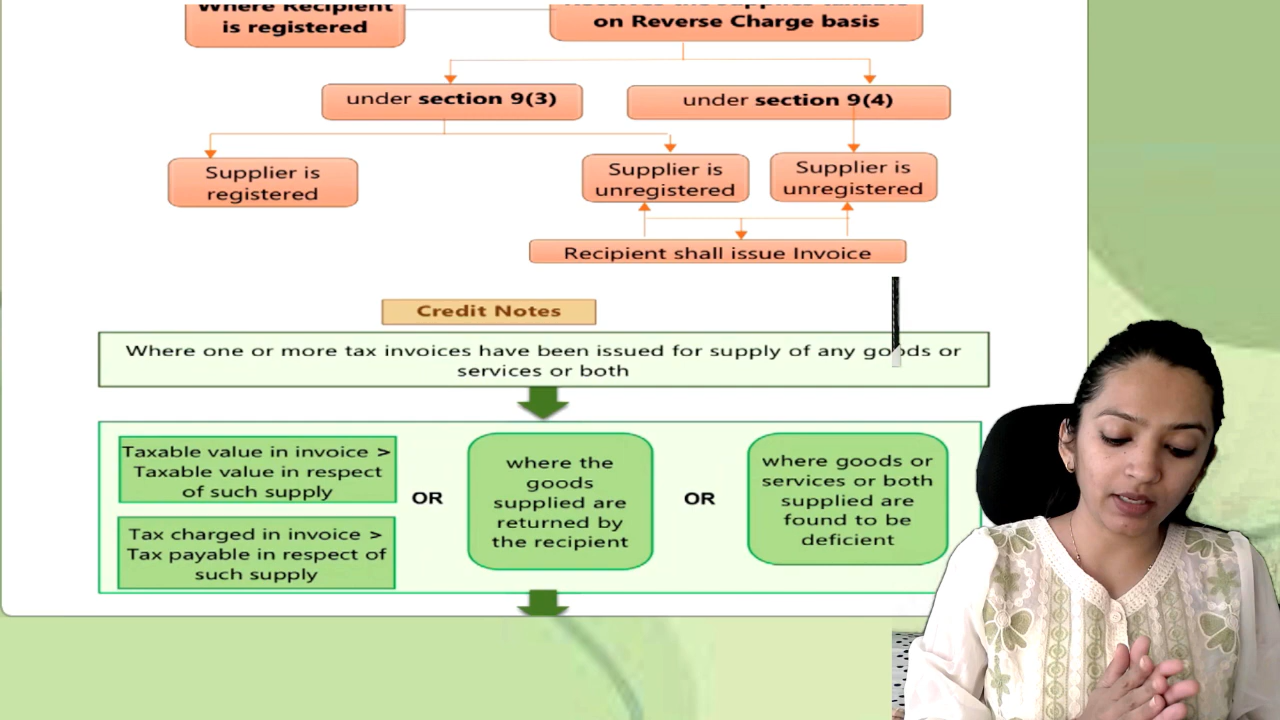 Where Recipient
is registered
Receives the supplies taxable
on Reverse Charge basis
under section 9(3)
under section 9(4)
Supplier is
registered
Supplier is
unregistered
Supplier is
unregistered
Recipient shall issue Invoice
Credit Notes
Where one or more tax invoices have been issued for supply of any goods or
services or both
Taxable value in invoice >
Taxable value in respect
of such supply
Tax charged in invoice >
Tax payable in respect of
such supply
OR
where the
goods
supplied are
returned by
the recipient
OR
where goods or
services or both
supplied are
found to be
deficient